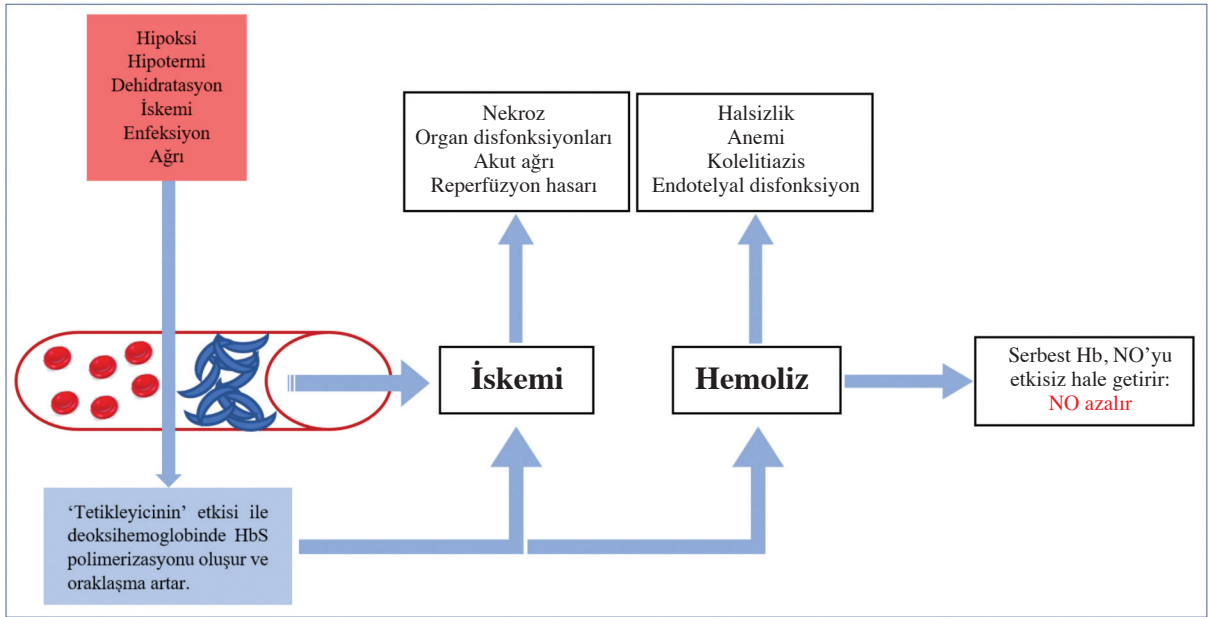 Hipoksi
Hipotermi
Dehidratasyon
İskemi
Enfeksiyon
Ağrı
Nekroz
Organ disfonksiyonları
Akut ağrı
Reperfüzyon hasarı
Halsizlik
Anemi
Kolelitiazis
Endotelyal disfonksiyon
İskemi
Hemoliz
Serbest Hb, NO’yu
etkisiz hale getirir:
NO azalır
‘Tetikleyicinin’ etkisi ile
deoksihemoglobinde HbS
polimerizasyonu oluşur ve
oraklaşma artar.